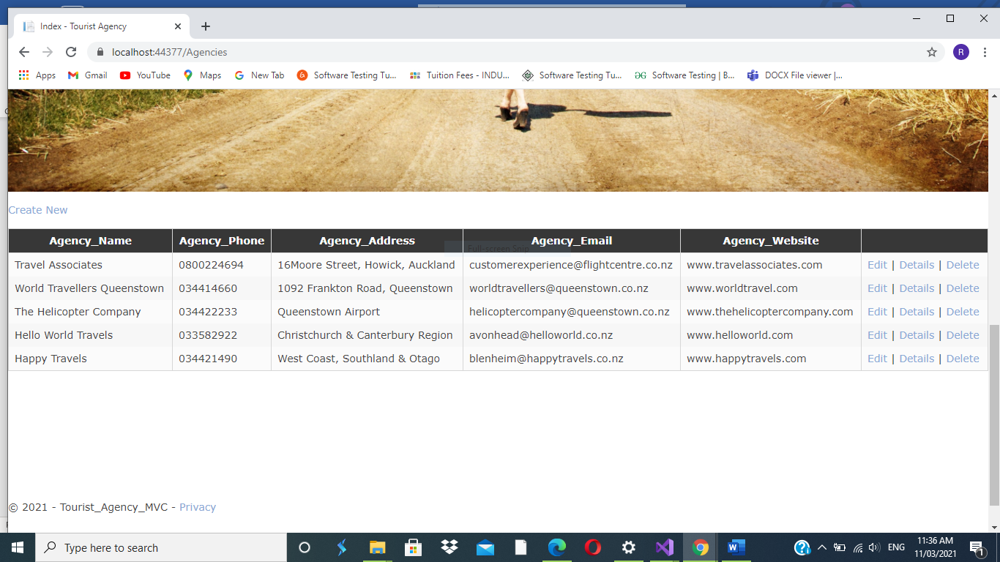 Index - Tourist Agency
localhost:44377/Agencies
R
Apps Gmail YouTube Maps New Tab Software Testing Tu... Tuition Fees - INDU... Software Testing Tu... Software Testing | B... DOCX File viewer |...
Create New
Agency_Name Agency_Phone Agency_Address Agency_Email Agency_Website
Full-screen Snip
Travel Associates 0800224694 16Moore Street, Howick, Auckland customerexperience@flightcentre.co.nz www.travelassociates.com Edit | Details | Delete
World Travellers Queenstown 034414660 1092 Frankton Road, Queenstown worldtravellers@queenstown.co.nz www.worldtravel.com Edit | Details | Delete
The Helicopter Company 034422233 Queenstown Airport helicoptercompany@queenstown.co.nz www.thehelicoptercompany.com Edit | Details | Delete
Hello World Travels 033582922 Christchurch & Canterbury Region avonhead@helloworld.co.nz www.helloworld.com Edit | Details | Delete
Happy Travels 034421490 West Coast, Southland & Otago blenheim@happytravels.co.nz www.happytravels.com Edit | Details | Delete
© 2021 - Tourist_Agency_MVC - Privacy
Type here to search
ENG
11:36 AM
11/03/2021
1